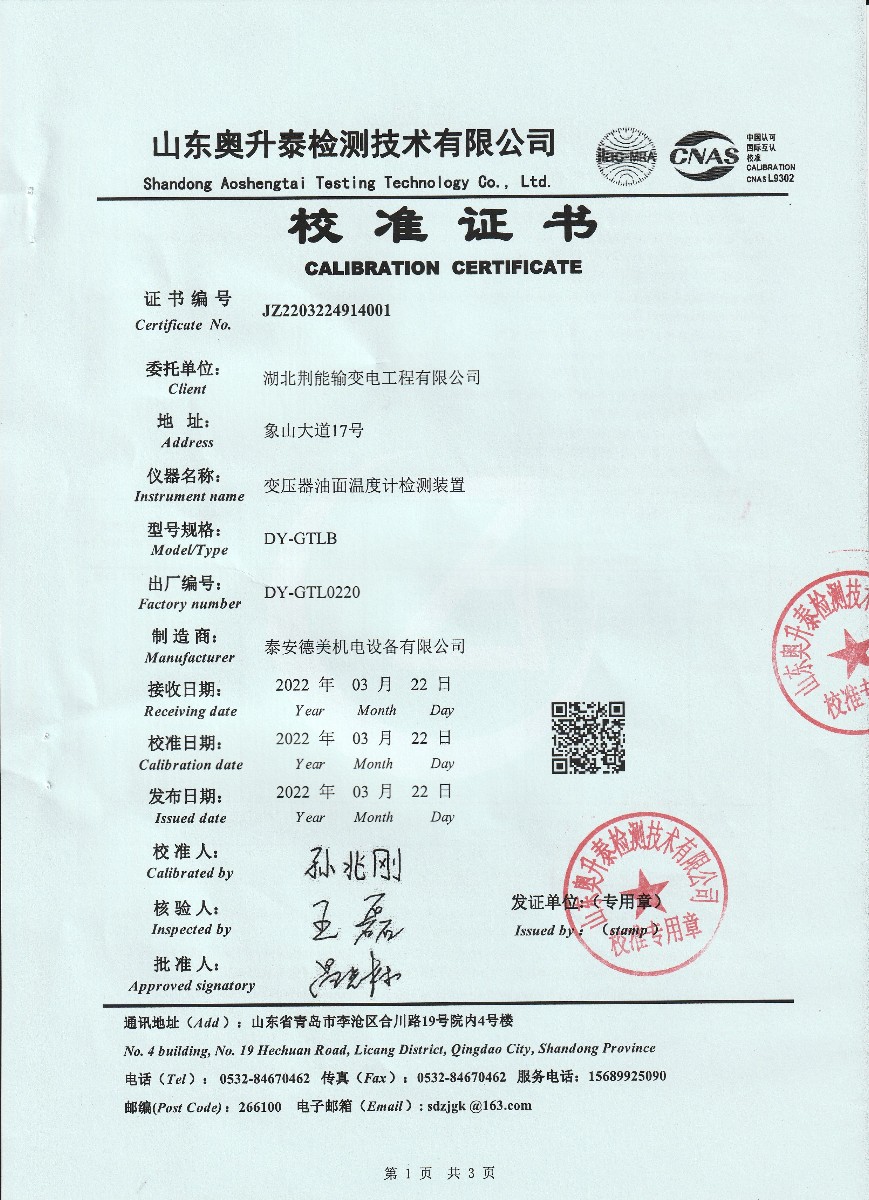 山东奥升泰检测技术有限公司
Shandong Aoshengtai Testing Technology Co., Ltd.
ilac-MRA
CNAS
中国认可
国际互认
校准
CALIBRATION
CNAS L9302
校准证书
CALIBRATION CERTIFICATE
证书编号 JZ2203224914001
Certificate No.
委托单位: 湖北荆能输变电工程有限公司
Client
地 址: 象山大道17号
Address
仪器名称: 变压器油面温度计检测装置
Instrument name
型号规格: DY-GTLB
Model/Type
出厂编号: DY-GTL0220
Factory number
制造商: 泰安德美机电设备有限公司
Manufacturer
接收日期: 2022 年 03 月 22 日
Receiving date Year Month Day
校准日期: 2022 年 03 月 22 日
Calibration date Year Month Day
发布日期: 2022 年 03 月 22 日
Issued date Year Month Day
校准人: 孙兆刚
Calibrated by
核验人: 王磊
Inspected by
批准人:
Approved signatory
发证单位:(专用章)
Issued by: (stamp)
山东奥升泰检测技术有限公司
校准专用章
山东奥升泰检测技术
校准专
通讯地址(Add):山东省青岛市李沧区合川路19号院内4号楼
No. 4 building, No. 19 Hechuan Road, Licang District, Qingdao City, Shandong Province
电话(Tel):0532-84670462 传真(Fax):0532-84670462 服务电话:15689925090
邮编(Post Code):266100 电子邮箱(Email):sdzjgk @163.com
第 1 页 共 3 页